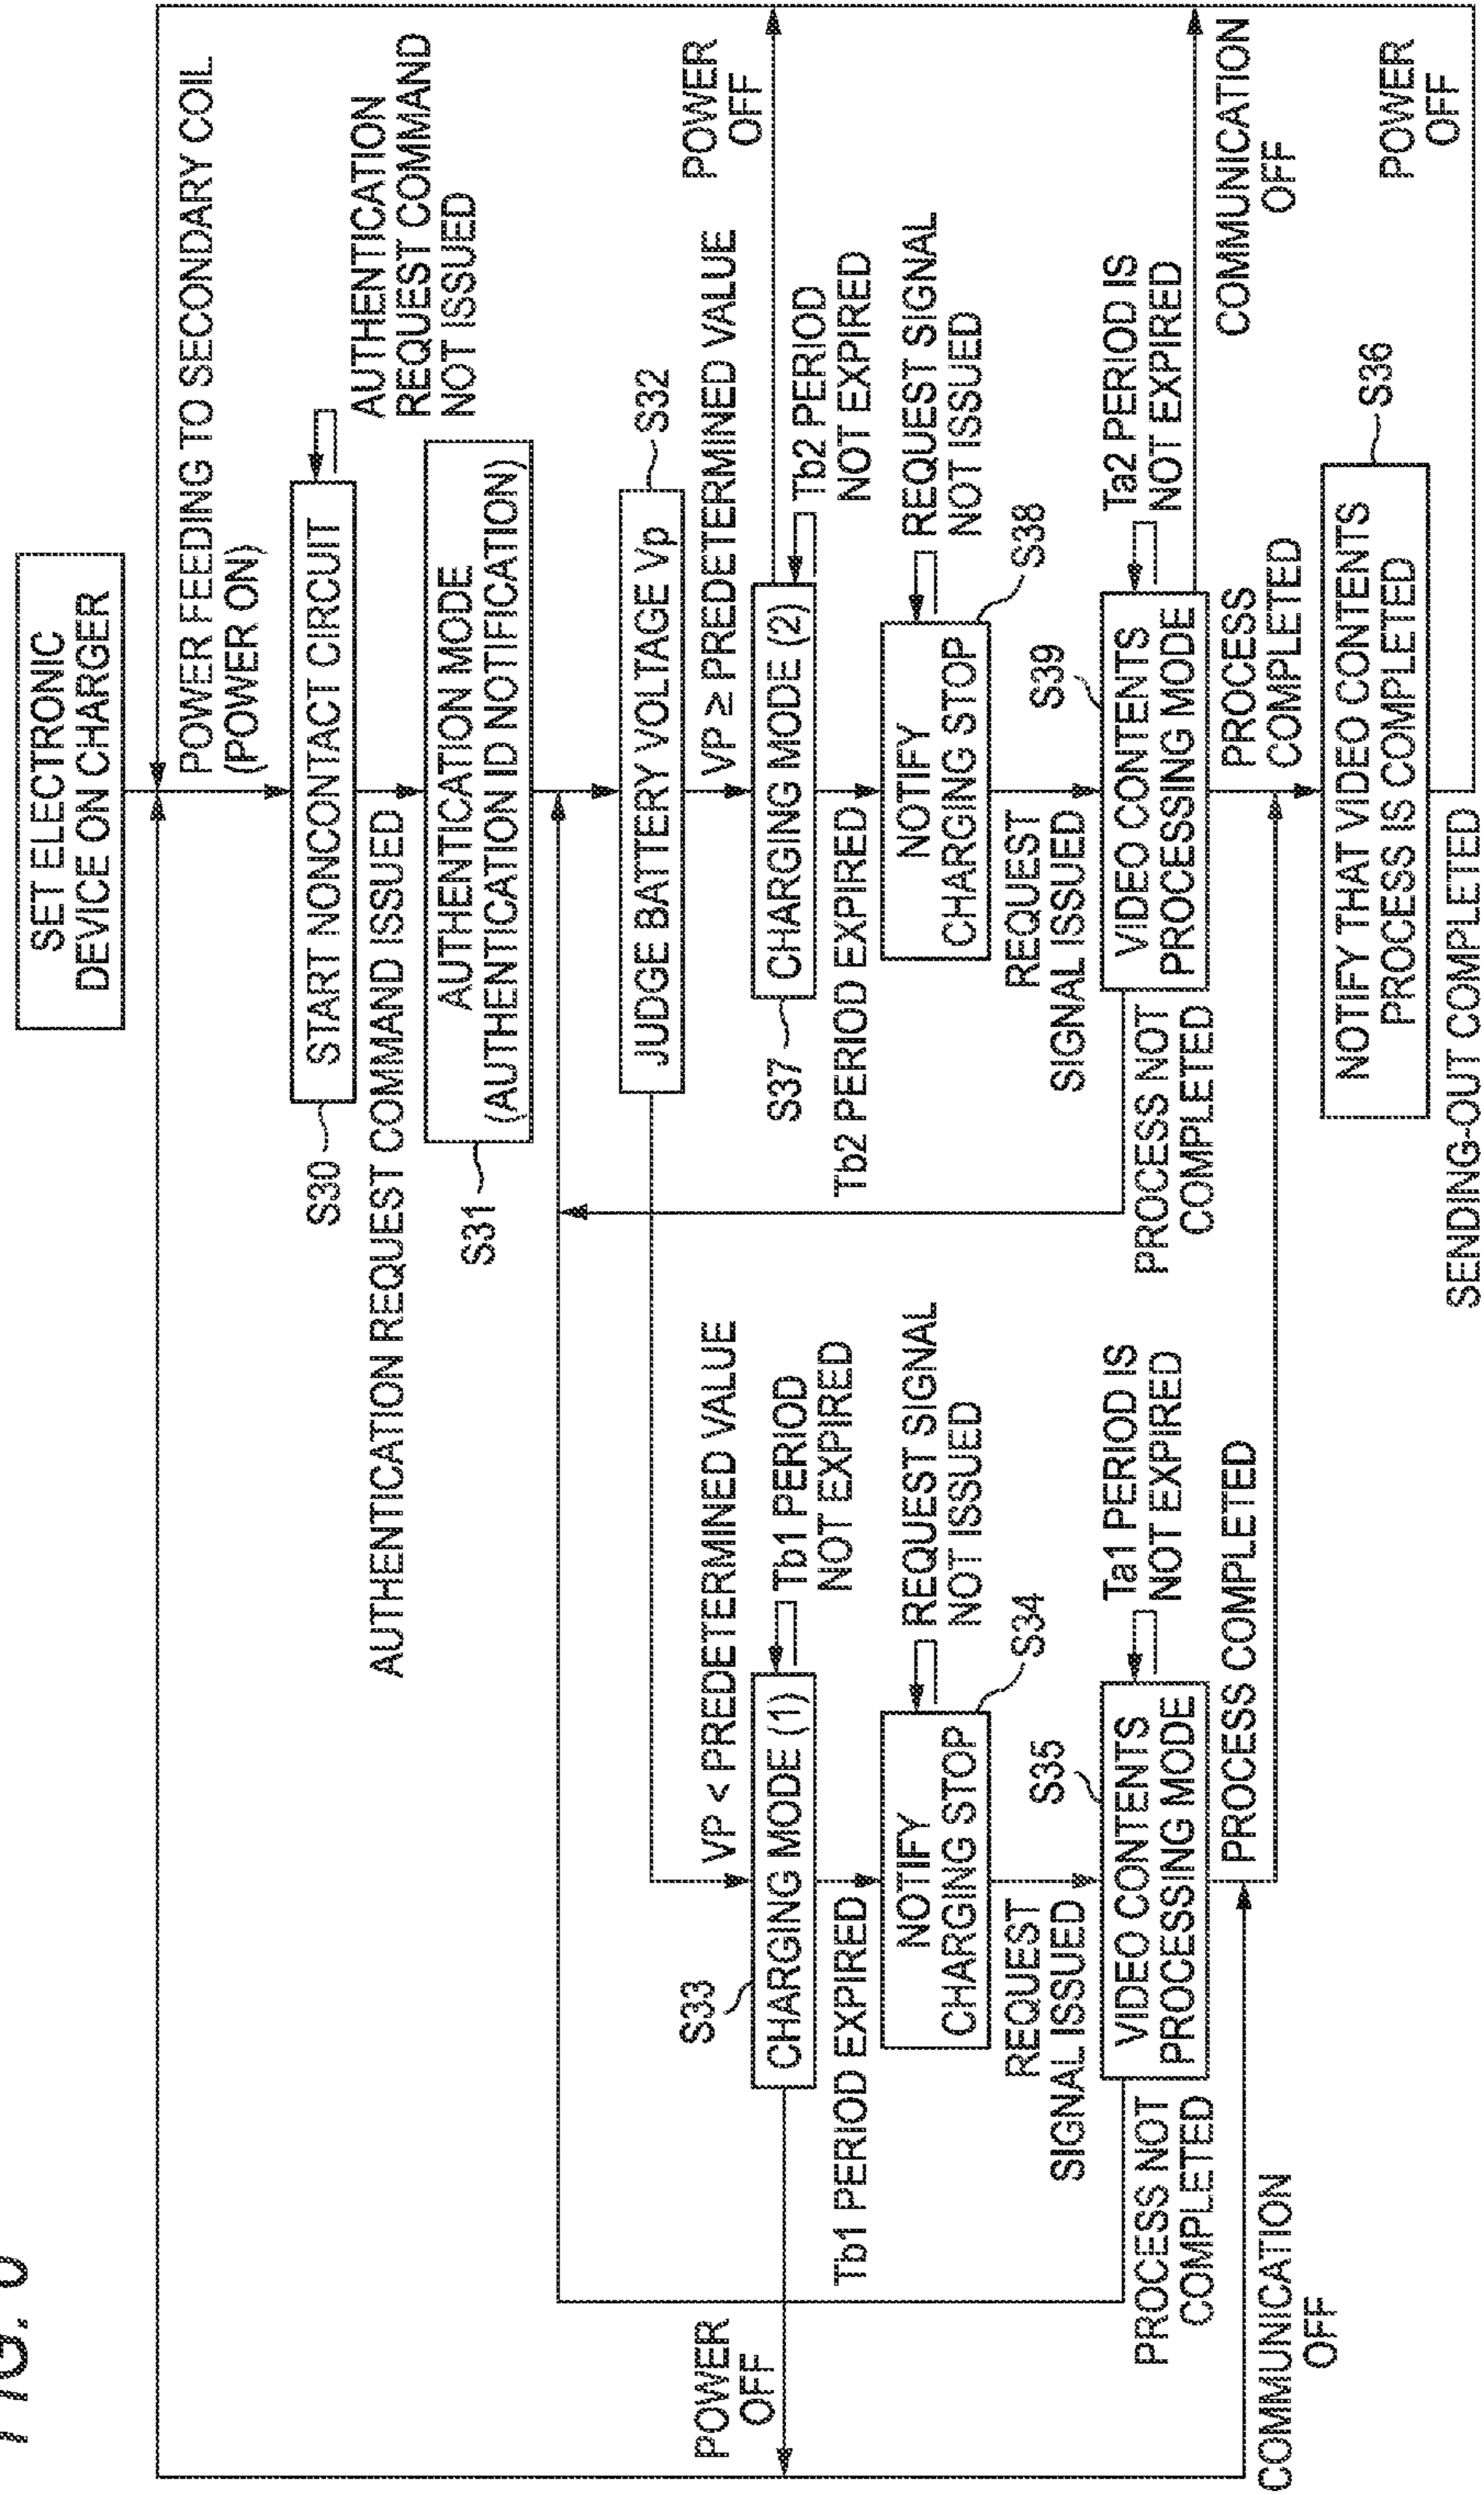 FIG. 6
SET ELECTRONIC
DEVICE ON CHARGER
POWER FEEDING TO SECONDARY COIL
(POWER ON)
S30
START NONCONTACT CIRCUIT
AUTHENTICATION
REQUEST COMMAND
NOT ISSUED
AUTHENTICATION REQUEST COMMAND ISSUED
S31
AUTHENTICATION MODE
(AUTHENTICATION ID NOTIFICATION)
JUDGE BATTERY VOLTAGE Vp
S32
VP < PREDETERMINED VALUE
VP ≥ PREDETERMINED VALUE
POWER
OFF
S33
CHARGING MODE (1)
Tb1 PERIOD
NOT EXPIRED
S37
CHARGING MODE (2)
Tb2 PERIOD
NOT EXPIRED
POWER
OFF
Tb1 PERIOD EXPIRED
Tb2 PERIOD EXPIRED
NOTIFY
CHARGING STOP
REQUEST SIGNAL
NOT ISSUED
S34
NOTIFY
CHARGING STOP
REQUEST SIGNAL
NOT ISSUED
S38
REQUEST
SIGNAL ISSUED
S35
REQUEST
SIGNAL ISSUED
S39
VIDEO CONTENTS
PROCESSING MODE
Ta1 PERIOD IS
NOT EXPIRED
VIDEO CONTENTS
PROCESSING MODE
Ta2 PERIOD IS
NOT EXPIRED
PROCESS NOT
COMPLETED
PROCESS COMPLETED
PROCESS NOT
COMPLETED
PROCESS
COMPLETED
COMMUNICATION
OFF
COMMUNICATION
OFF
NOTIFY THAT VIDEO CONTENTS
PROCESS IS COMPLETED
S36
SENDING-OUT COMPLETED
POWER
OFF